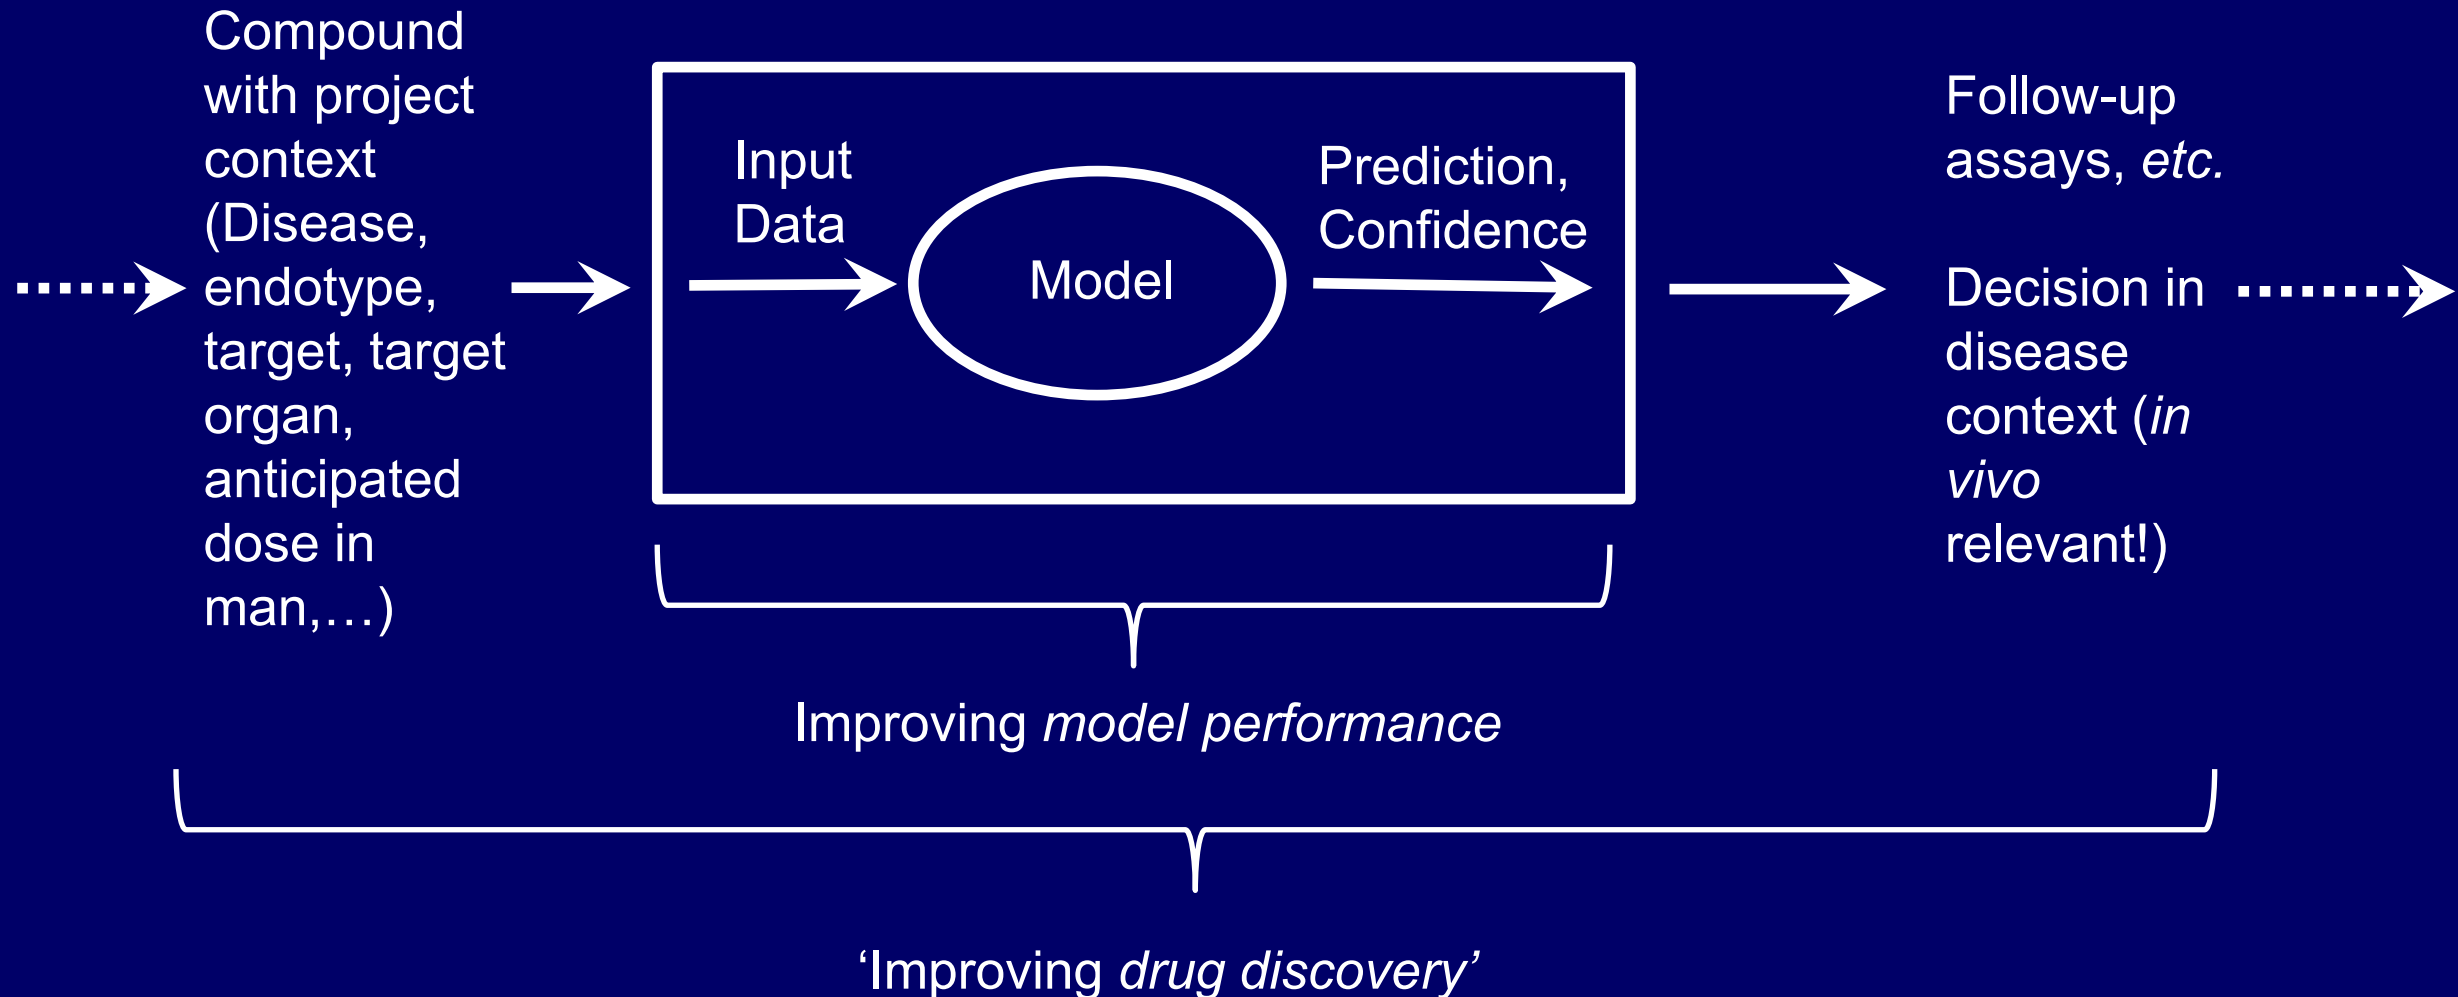 Compound
with project
context
(Disease,
endotype,
target, target
organ,
anticipated
dose in
man,…)
Input
Data
Model
Prediction,
Confidence
Follow-up
assays, etc.
Decision in
disease
context (in
vivo
relevant!)
Improving model performance
‘Improving drug discovery’